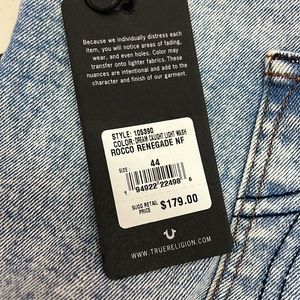 Because we individually distress each
item, you will notice areas of fading,
wear, and even holes. Color may
transfer onto lighter fabrics. These
nuances are intentional and add to the
character and finish of our garment.
STYLE: 105390
COLOR: DREAM CAUGHT LIGHT WASH
ROCCO RENEGADE NF
SIZE
44
1 94922 22498 6
SUGG RETAIL
PRICE
$179.00
WWW.TRUERELIGION.COM